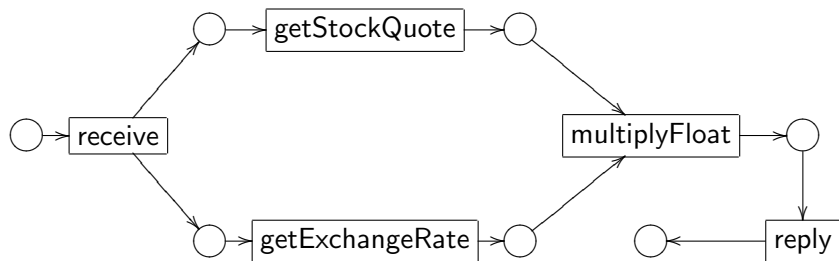 getStockQuote
receive
multiplyFloat
getExchangeRate
reply